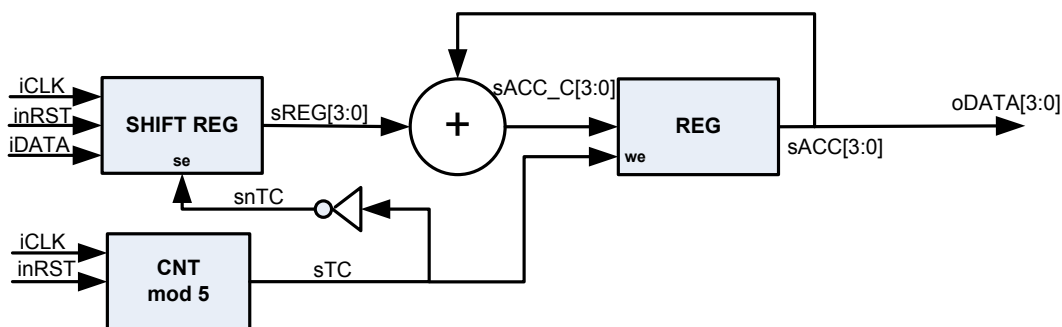 iCLK
inRST
iDATA
SHIFT REG
se
sREG[3:0]
+
sACC_C[3:0]
REG
we
sACC[3:0]
oDATA[3:0]
snTC
iCLK
inRST
CNT
mod 5
sTC